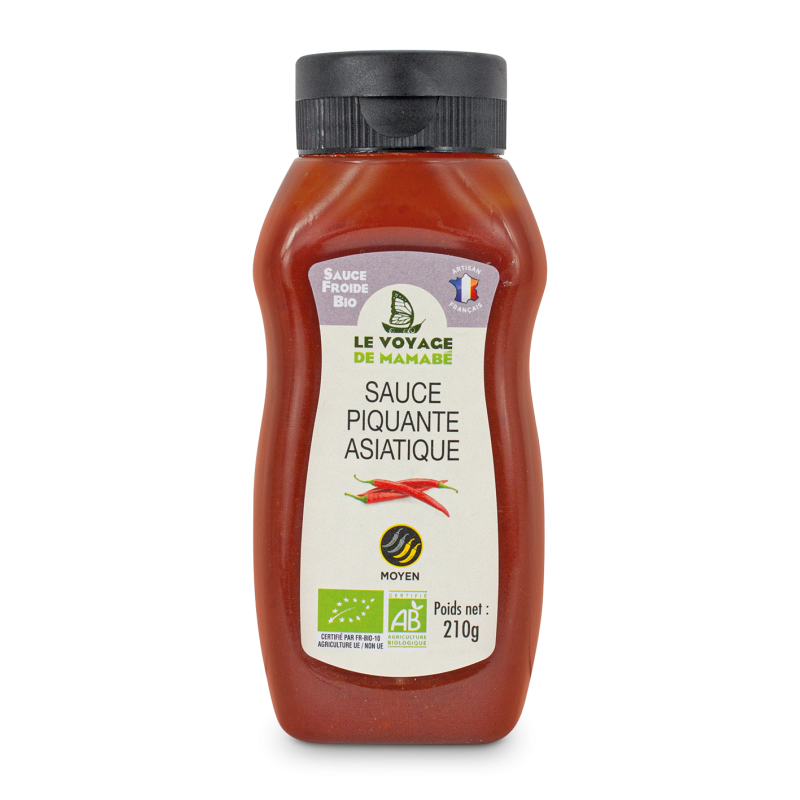 SAUCE
FROIDE
BIO
ARTISAN
FRANÇAIS
LE VOYAGE
DE MAMABÉ
SAUCE
PIQUANTE
ASIATIQUE
MOYEN
CERTIFIÉ
AB
AGRICULTURE
BIOLOGIQUE
CERTIFIÉ PAR FR-BIO-10
AGRICULTURE UE / NON UE
Poids net :
210g